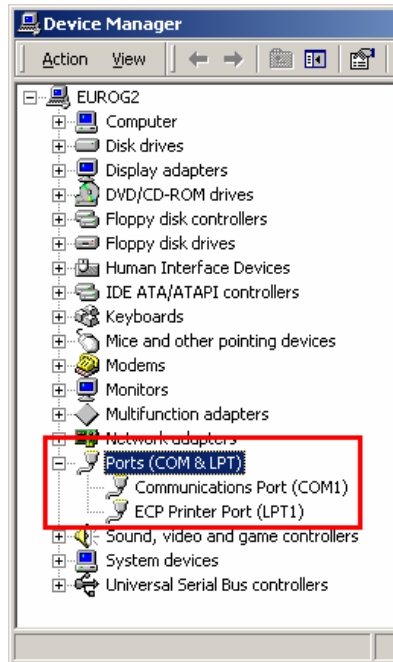 Device Manager
Action View
EUROG2
Computer
Disk drives
Display adapters
DVD/CD-ROM drives
Floppy disk controllers
Floppy disk drives
Human Interface Devices
IDE ATA/ATAPI controllers
Keyboards
Mice and other pointing devices
Modems
Monitors
Multifunction adapters
Network adapters
Ports (COM & LPT)
Communications Port (COM1)
ECP Printer Port (LPT1)
Sound, video and game controllers
System devices
Universal Serial Bus controllers